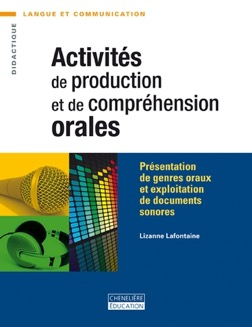 LANGUE ET COMMUNICATION
DIDACTIQUE
Activités
de production
et de compréhension
orales
Présentation
de genres oraux
et exploitation
de documents
sonores
Lizanne Lafontaine
CHENELIÈRE
ÉDUCATION